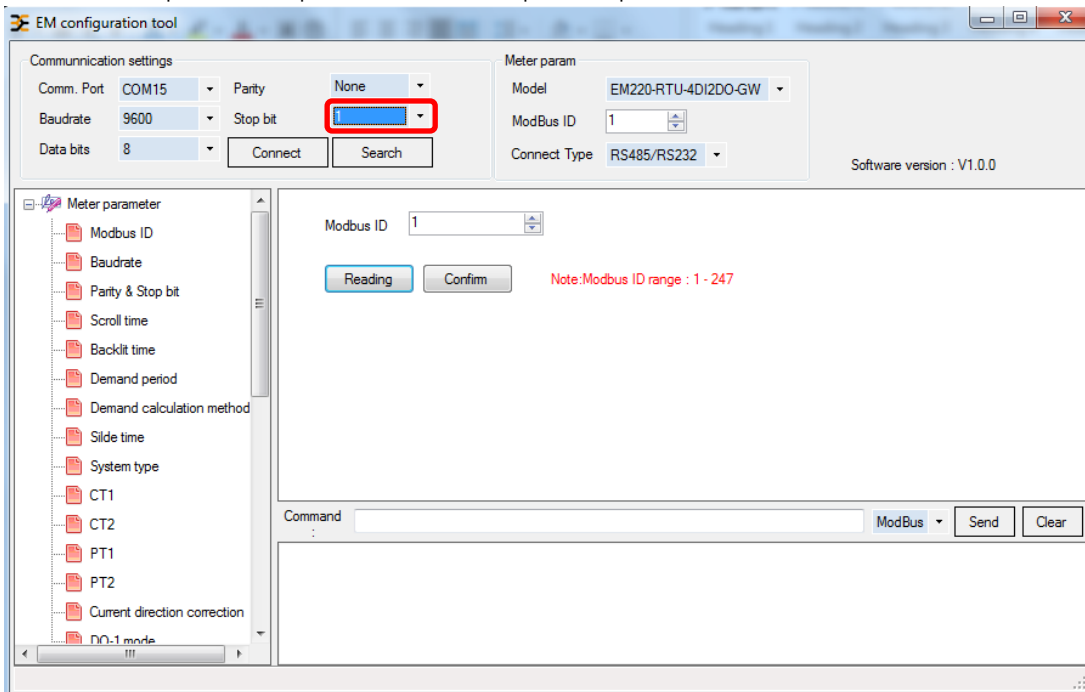 EM configuration tool
Communnication settings
Comm. Port COM15 Parity None
Baudrate 9600 Stop bit 1
Data bits 8 Connect Search
Meter param
Model EM220-RTU-4DI2DO-GW
ModBus ID 1
Connect Type RS485/RS232
Software version : V1.0.0
Meter parameter
Modbus ID
Baudrate
Parity & Stop bit
Scroll time
Backlit time
Demand period
Demand calculation method
Silde time
System type
CT1
CT2
PT1
PT2
Current direction correction
DO-1 mode
Modbus ID 1
Reading Confirm Note:Modbus ID range : 1 - 247
Command : ModBus Send Clear